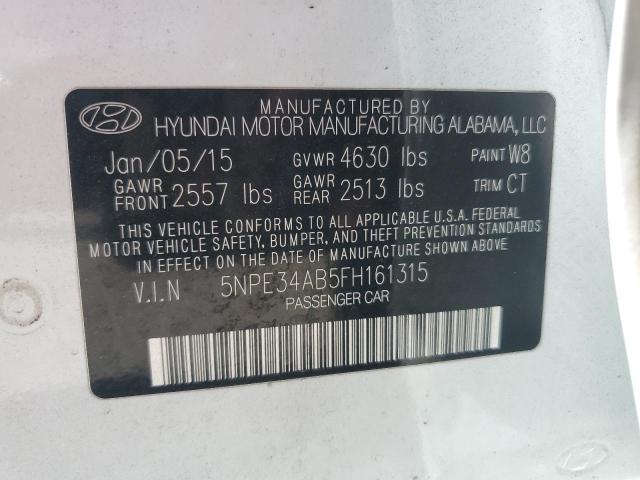 MANUFACTURED BY
HYUNDAI MOTOR MANUFACTURING ALABAMA, LLC
Jan/05/15 GVWR 4630 lbs PAINT W8
GAWR FRONT 2557 lbs GAWR REAR 2513 lbs TRIM CT
THIS VEHICLE CONFORMS TO ALL APPLICABLE U.S.A. FEDERAL
MOTOR VEHICLE SAFETY, BUMPER, AND THEFT PREVENTION STANDARDS
IN EFFECT ON THE DATE OF MANUFACTURE SHOWN ABOVE.
V.I.N 5NPE34AB5FH161315
PASSENGER CAR